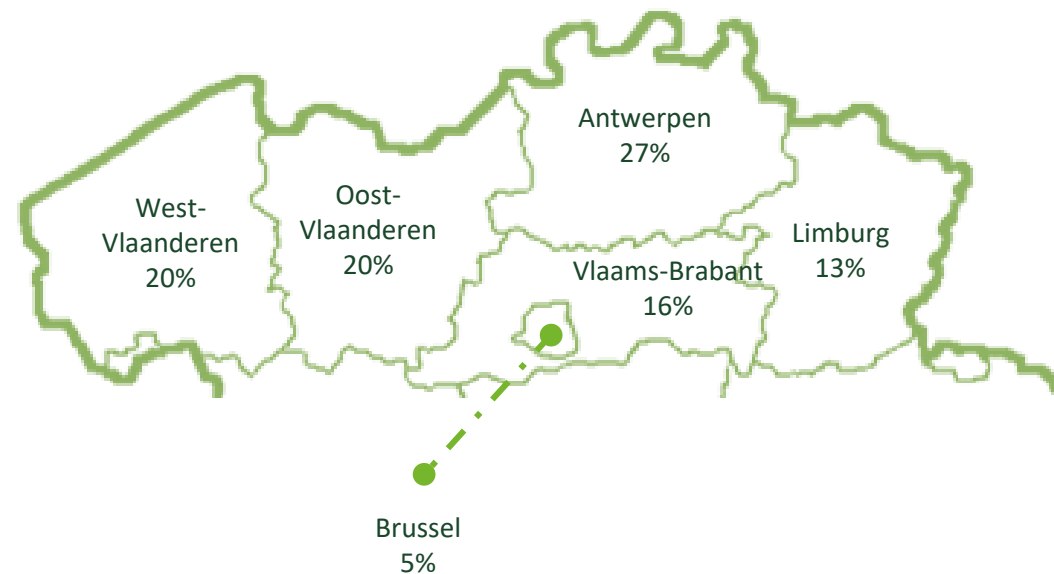 Antwerpen
27%
Oost-
Vlaanderen
20%
West-
Vlaanderen
20%
Limburg
13%
Vlaams-Brabant
16%
Brussel
5%